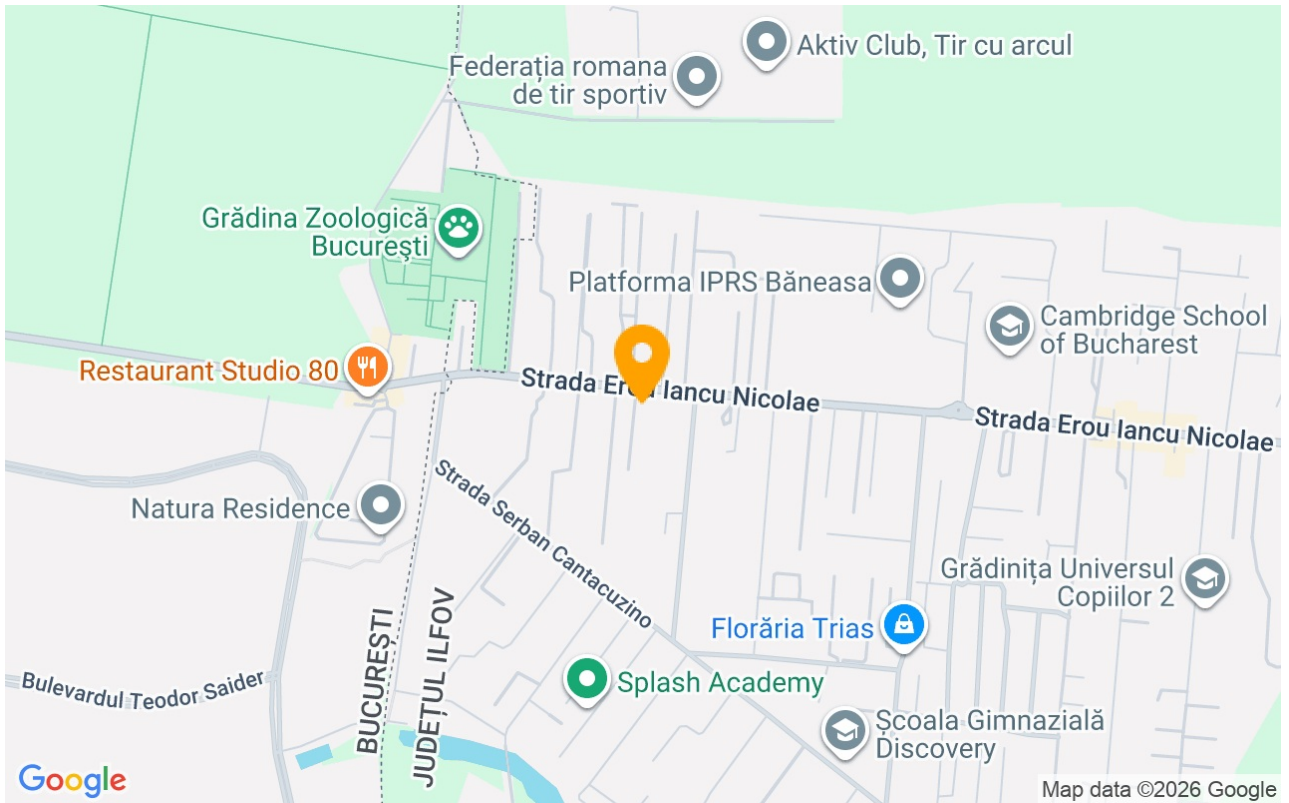 Aktiv Club, Tir cu arcul
Federația romana
de tir sportiv
Grădina Zoologică
București
Platforma IPRS Băneasa
Cambridge School
of Bucharest
Restaurant Studio 80
Strada Erou Iancu Nicolae
Strada Erou Iancu Nicolae
Natura Residence
Strada Serban Cantacuzino
Grădinița Universul
Copiilor 2
BUCUREȘTI
JUDEȚUL ILFOV
Florăria Trias
Bulevardul Teodor Saider
Splash Academy
Școala Gimnazială
Discovery
Google
Map data ©2026 Google